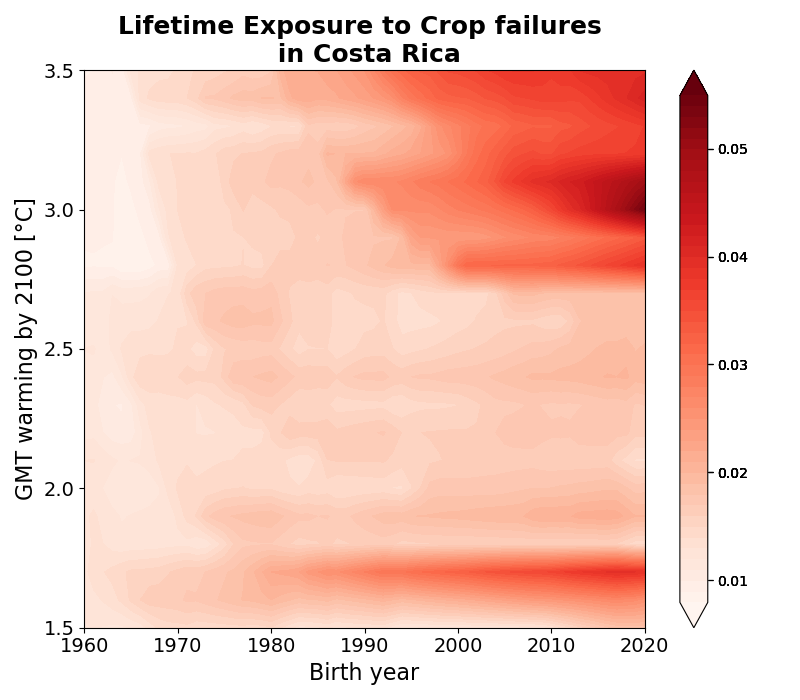 Lifetime Exposure to Crop failures
in Costa Rica
GMT warming by 2100 [°C]
3.5
3.0
2.5
2.0
1.5
1960 1970 1980 1990 2000 2010 2020
Birth year
0.05
0.04
0.03
0.02
0.01